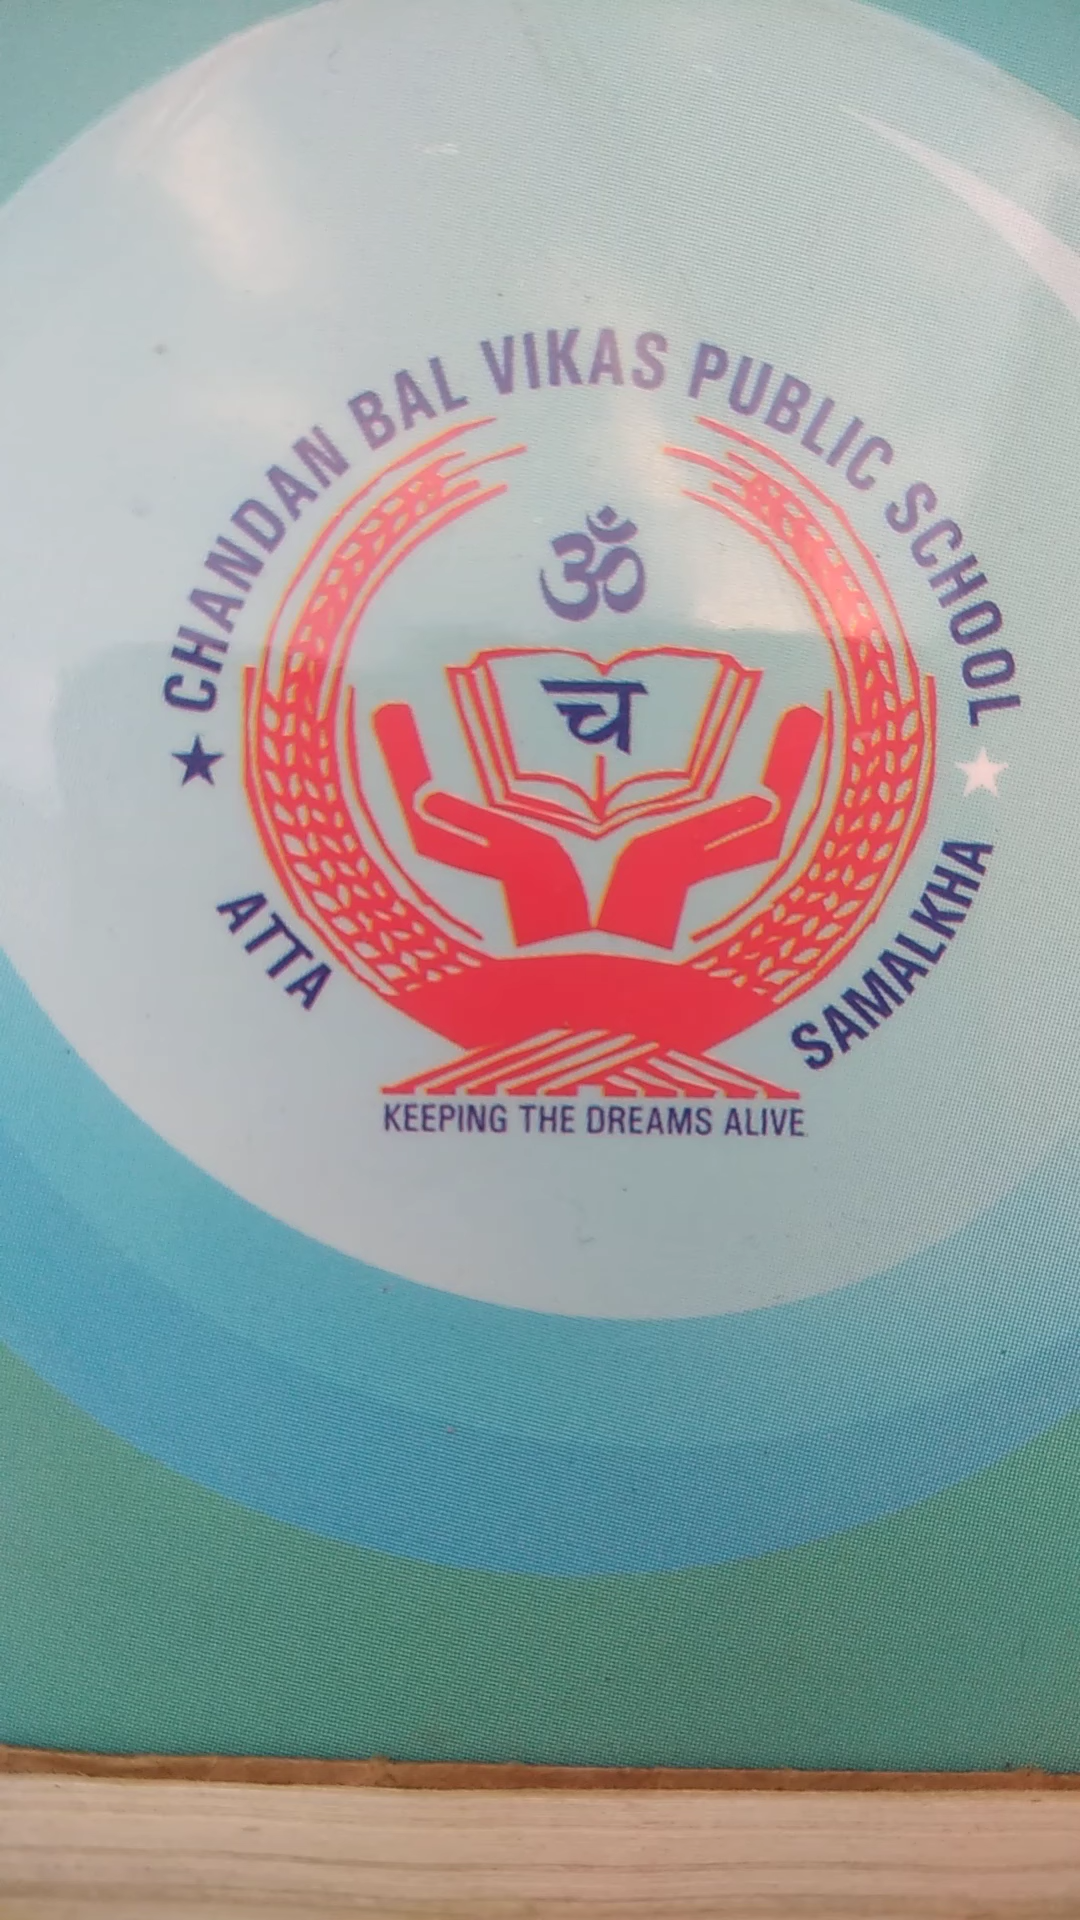 CHANDAN BAL VIKAS PUBLIC SCHOOL
ॐ
च
ATTA
SAMALKHA
KEEPING THE DREAMS ALIVE